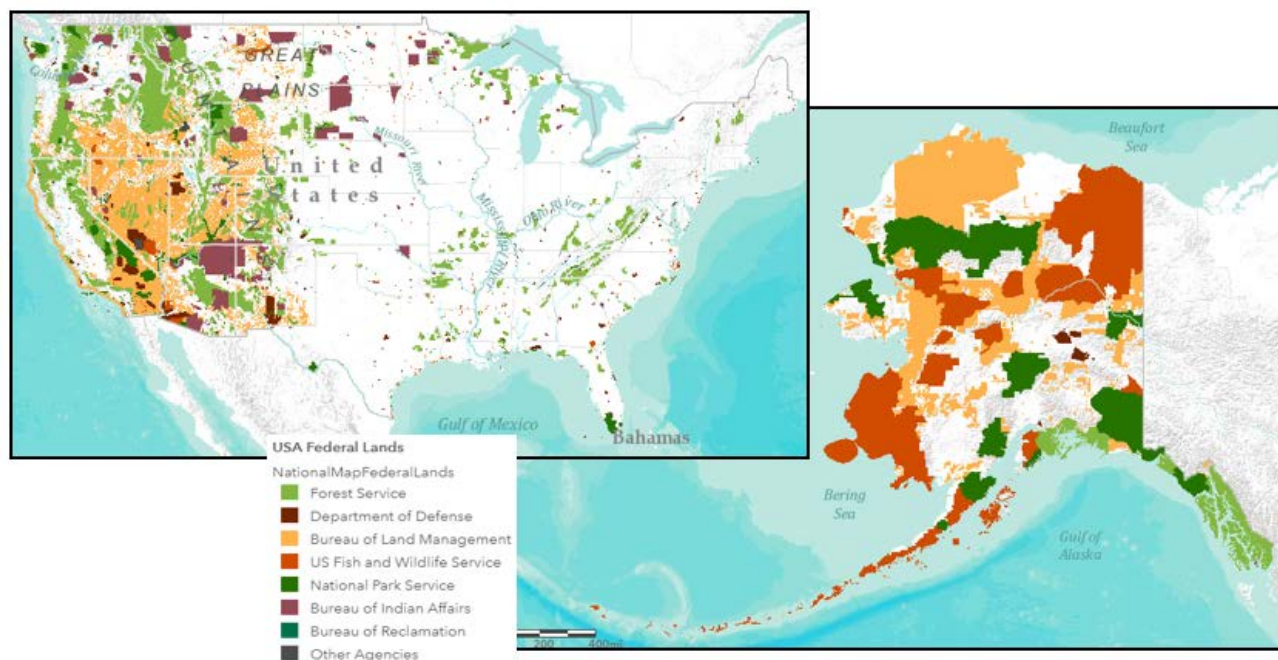 Columbia
GREAT
PLAINS
Missouri River
United
States
Mississippi River
Ohio River
Gulf of Mexico
Bahamas
Beaufort
Sea
Bering
Sea
Gulf of
Alaska
USA Federal Lands
NationalMapFederalLands
Forest Service
Department of Defense
Bureau of Land Management
US Fish and Wildlife Service
National Park Service
Bureau of Indian Affairs
Bureau of Reclamation
Other Agencies
200
400mi